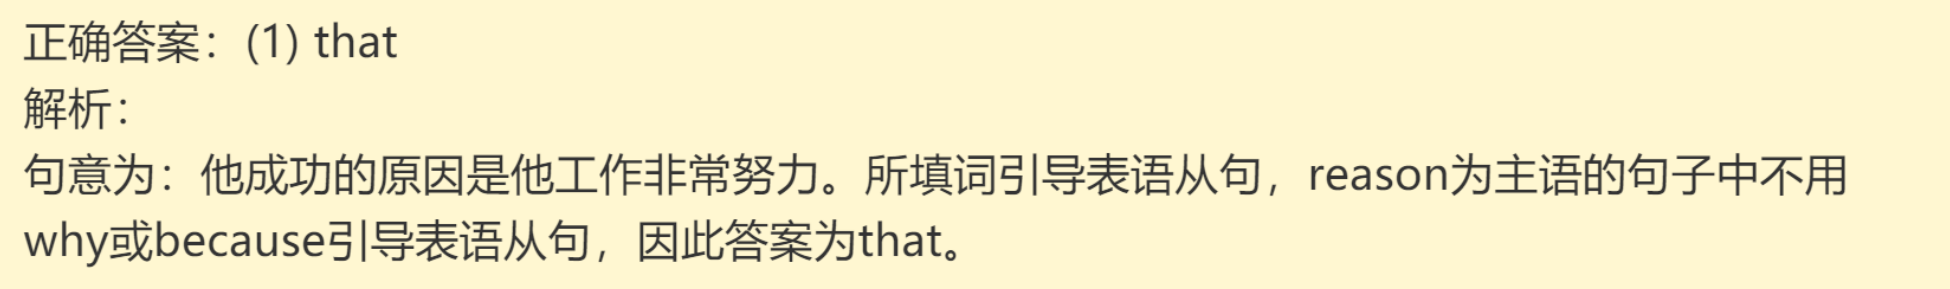 正确答案：(1) that
解析：
句意为：他成功的原因是他工作非常努力。所填词引导表语从句，reason为主语的句子中不用
why或because引导表语从句，因此答案为that。